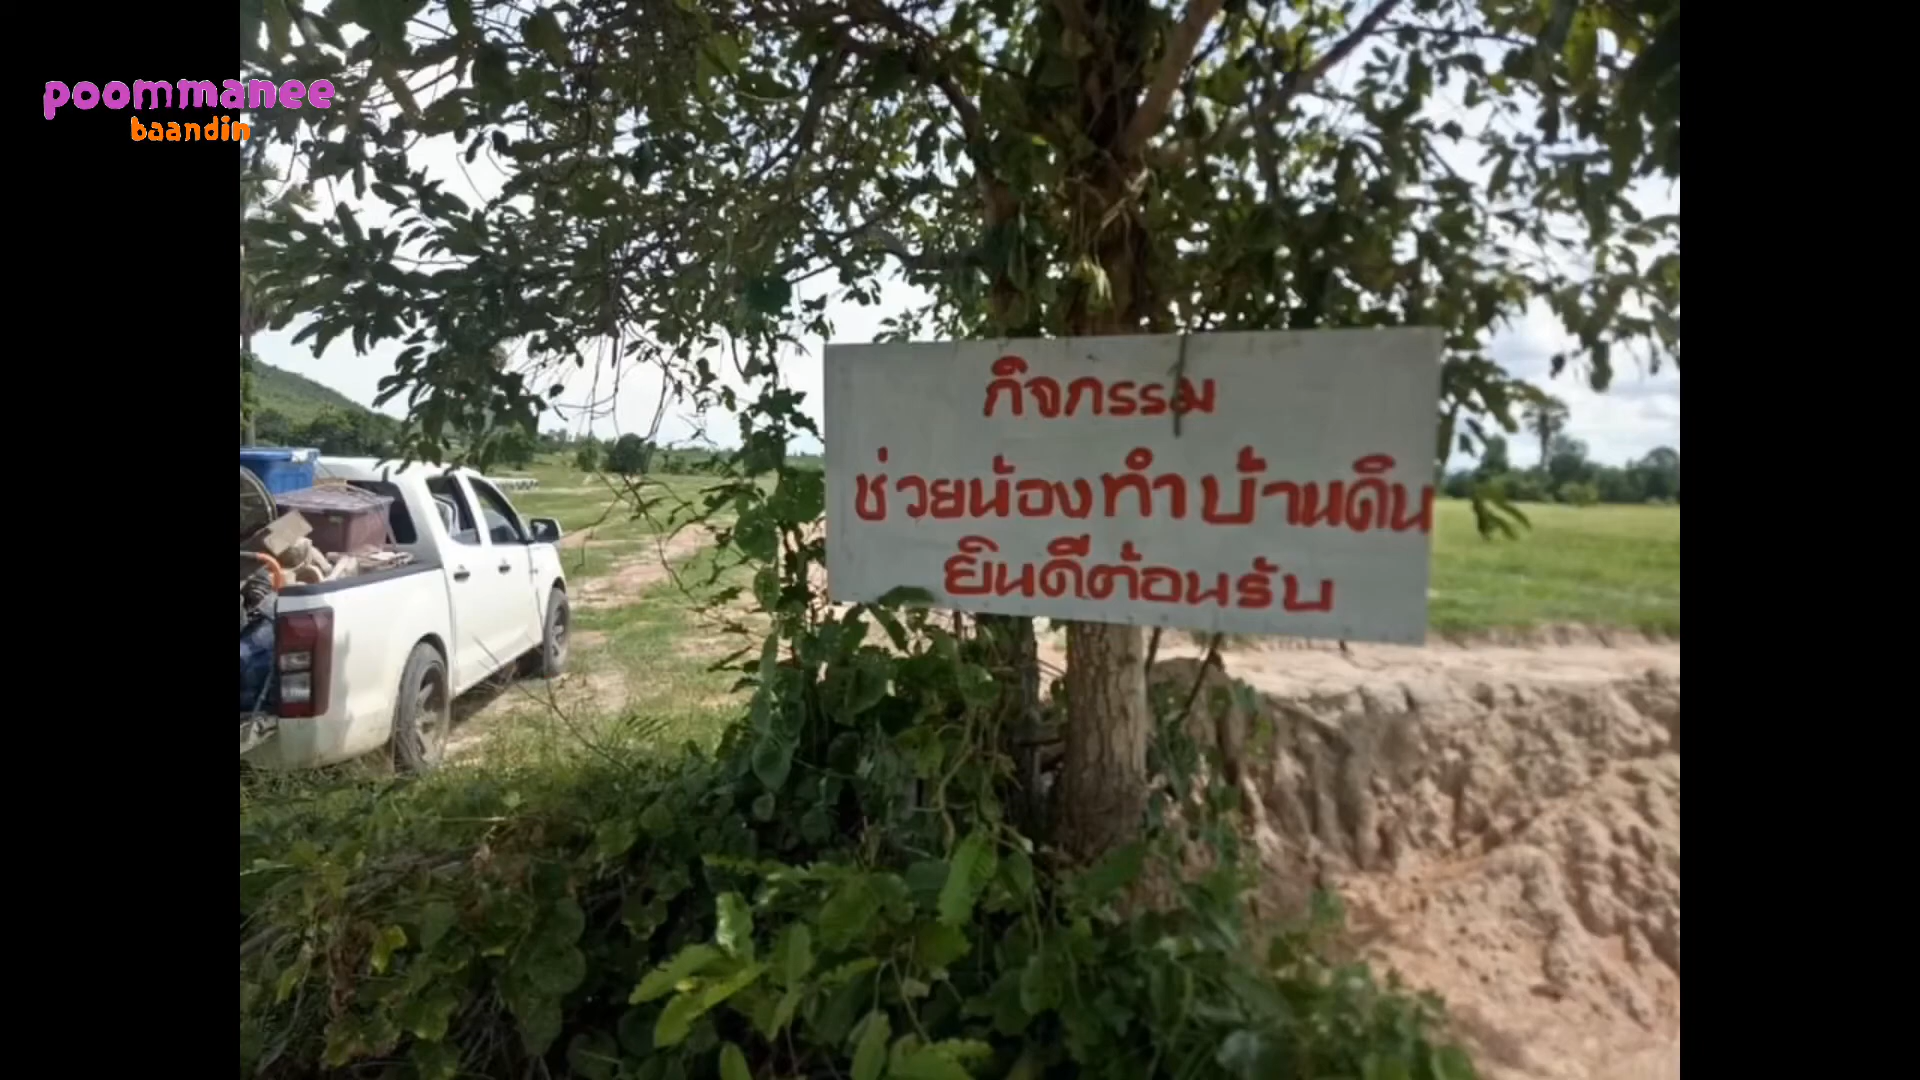 poommanee
baandin
กิจกรรม
ช่วยน้องทำบ้านดิน
ยินดีต้อนรับ